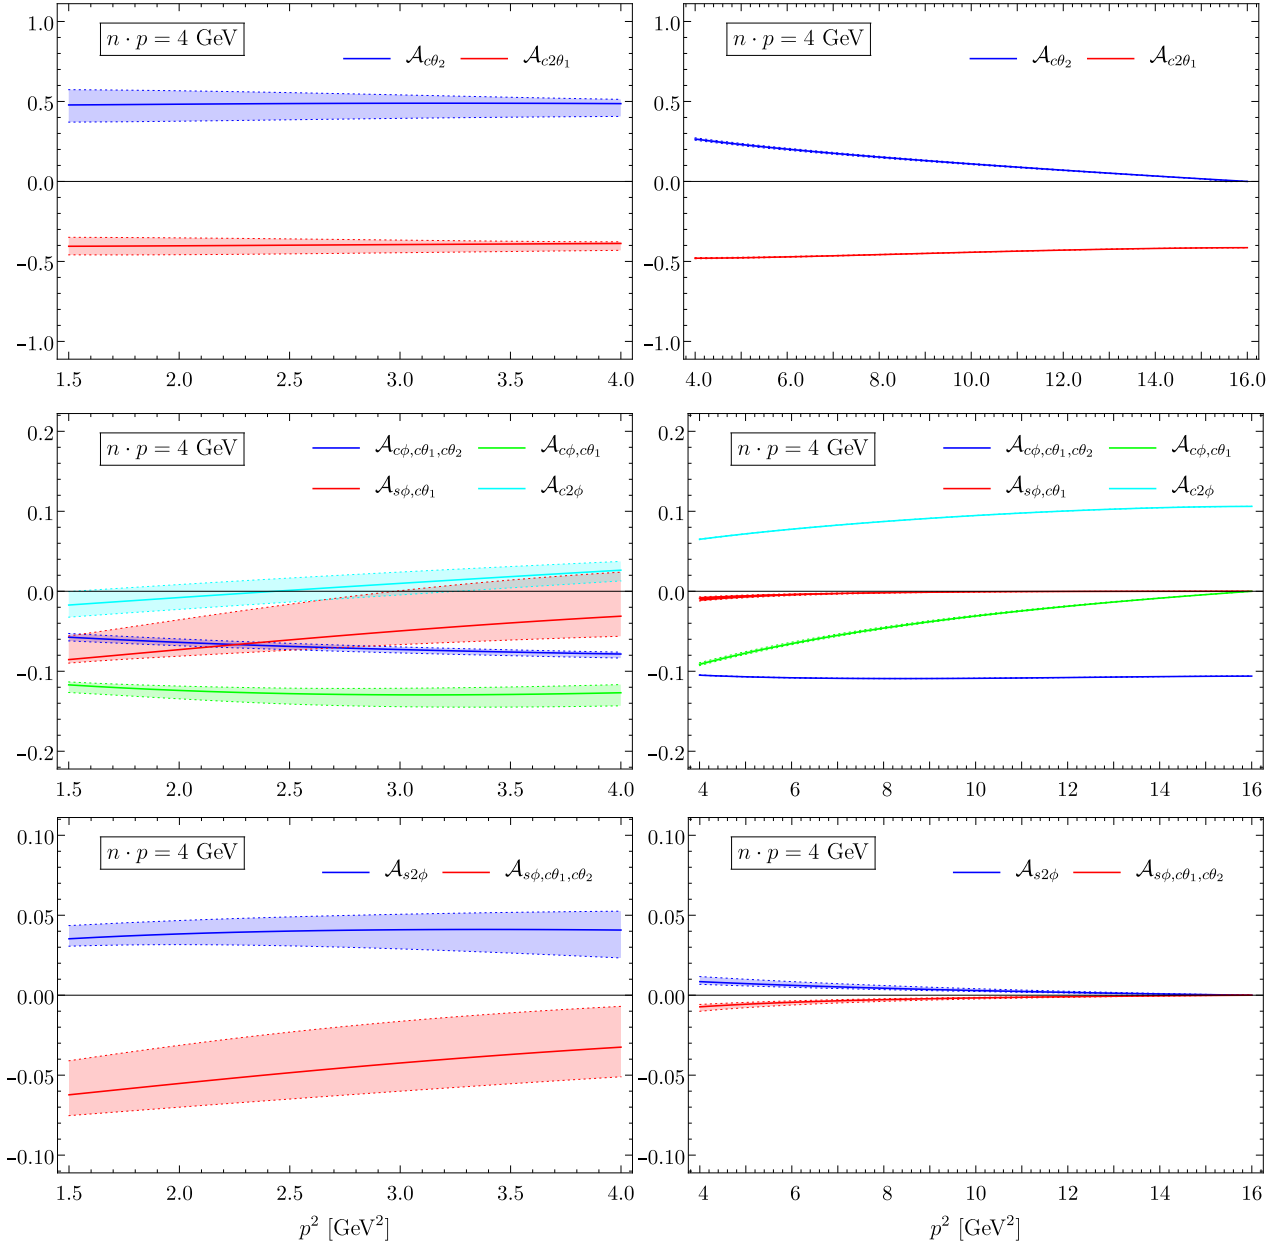 n · p = 4 GeV
𝒜_{cθ₂} 𝒜_{c2θ₁}
1.0
0.5
0.0
−0.5
−1.0
1.5 2.0 2.5 3.0 3.5 4.0
n · p = 4 GeV
𝒜_{cθ₂} 𝒜_{c2θ₁}
1.0
0.5
0.0
−0.5
−1.0
4.0 6.0 8.0 10.0 12.0 14.0 16.0
n · p = 4 GeV
𝒜_{cϕ,cθ₁,cθ₂} 𝒜_{cϕ,cθ₁}
𝒜_{sϕ,cθ₁} 𝒜_{c2ϕ}
0.2
0.1
0.0
−0.1
−0.2
1.5 2.0 2.5 3.0 3.5 4.0
n · p = 4 GeV
𝒜_{cϕ,cθ₁,cθ₂} 𝒜_{cϕ,cθ₁}
𝒜_{sϕ,cθ₁} 𝒜_{c2ϕ}
0.2
0.1
0.0
−0.1
−0.2
4 6 8 10 12 14 16
n · p = 4 GeV
𝒜_{s2ϕ} 𝒜_{sϕ,cθ₁,cθ₂}
0.10
0.05
0.00
−0.05
−0.10
1.5 2.0 2.5 3.0 3.5 4.0
p² [GeV²]
n · p = 4 GeV
𝒜_{s2ϕ} 𝒜_{sϕ,cθ₁,cθ₂}
0.10
0.05
0.00
−0.05
−0.10
4 6 8 10 12 14 16
p² [GeV²]